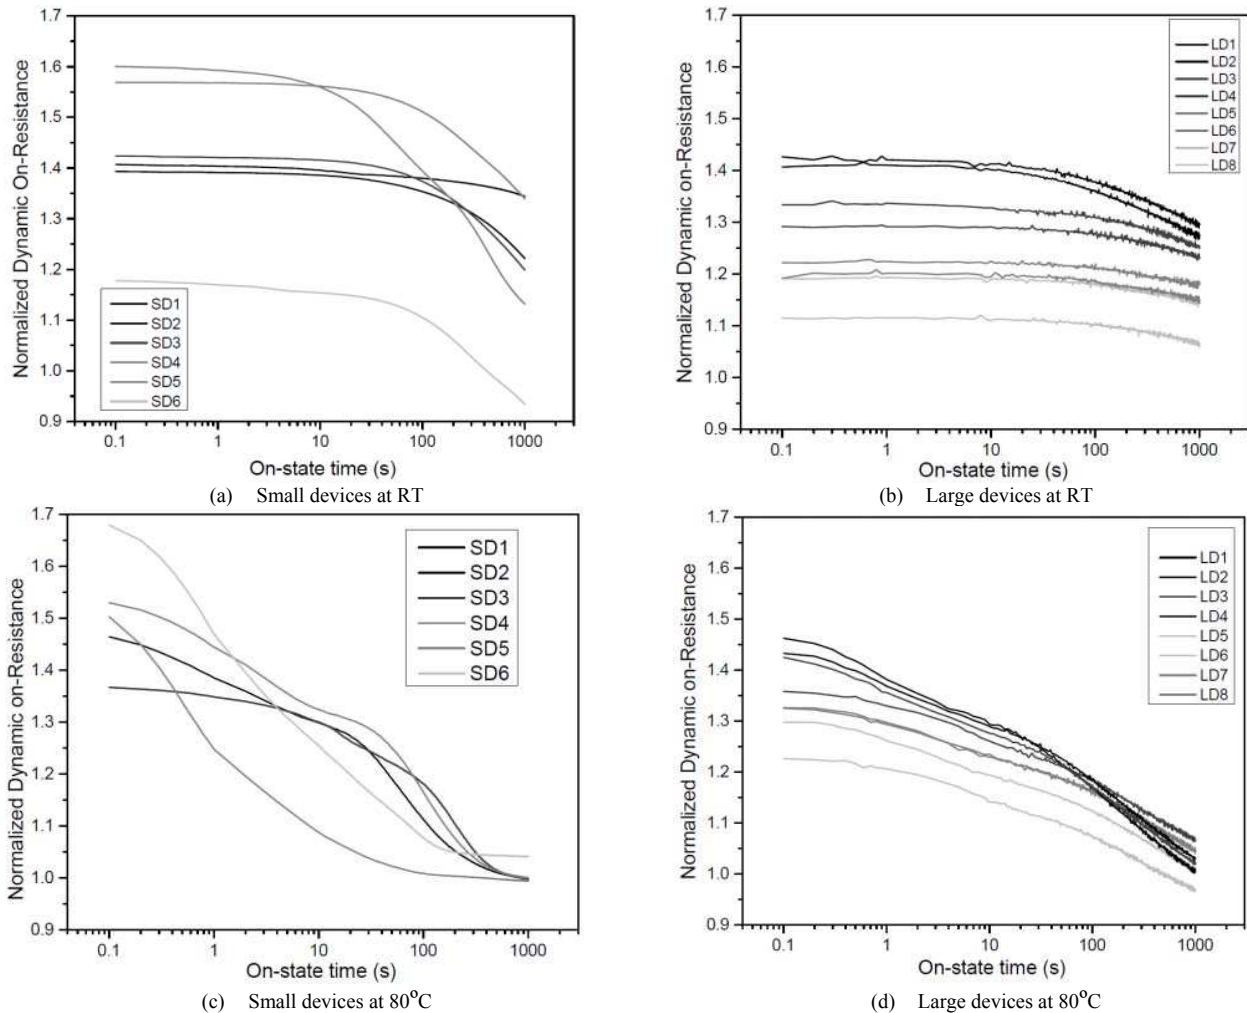 Normalized Dynamic On-Resistance
1.7
1.6
1.5
1.4
1.3
1.2
1.1
1.0
0.9
SD1
SD2
SD3
SD4
SD5
SD6
0.1
1
10
100
1000
On-state time (s)
(a) Small devices at RT
Normalized Dynamic on-Resistance
1.7
1.6
1.5
1.4
1.3
1.2
1.1
1.0
0.9
LD1
LD2
LD3
LD4
LD5
LD6
LD7
LD8
0.1
1
10
100
1000
On-state time (s)
(b) Large devices at RT
Normalized Dynamic on-Resistance
1.7
1.6
1.5
1.4
1.3
1.2
1.1
1.0
0.9
SD1
SD2
SD3
SD4
SD5
SD6
0.1
1
10
100
1000
On-state time (s)
(c) Small devices at 80°C
Normalized Dynamic on-Resistance
1.7
1.6
1.5
1.4
1.3
1.2
1.1
1.0
0.9
LD1
LD2
LD3
LD4
LD5
LD6
LD7
LD8
0.1
1
10
100
1000
On-state time (s)
(d) Large devices at 80°C